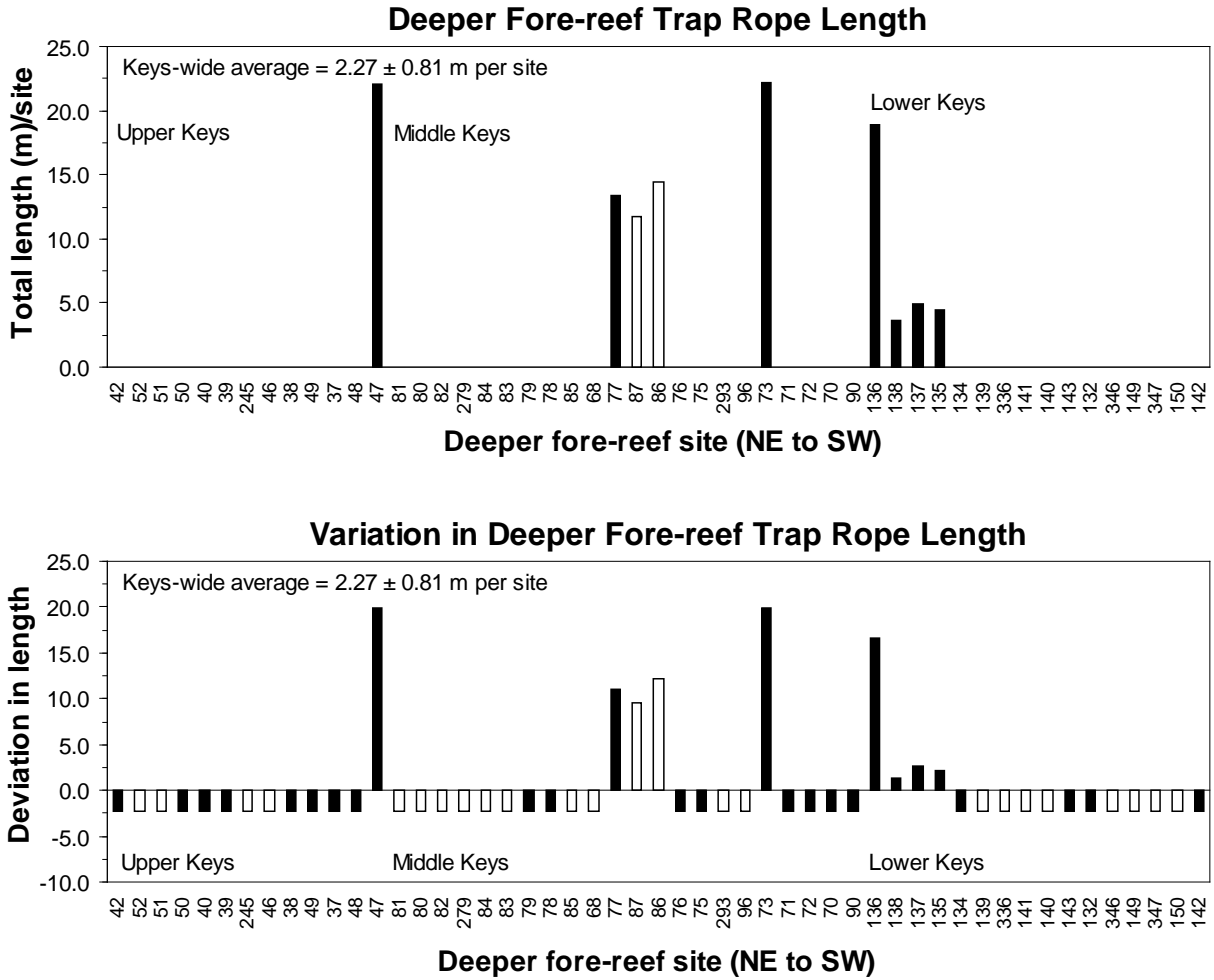 Deeper Fore-reef Trap Rope Length
Keys-wide average = 2.27 ± 0.81 m per site
Upper Keys
Middle Keys
Lower Keys
Total length (m)/site
25.0
20.0
15.0
10.0
5.0
0.0
42 52 51 50 40 39 245 46 38 49 37 48 47 81 80 82 279 84 83 79 78 85 68 77 87 86 76 75 293 96 73 71 72 70 90 136 138 137 135 134 139 336 141 140 143 132 346 149 347 150 142
Deeper fore-reef site (NE to SW)
Variation in Deeper Fore-reef Trap Rope Length
Keys-wide average = 2.27 ± 0.81 m per site
Deviation in length
25.0
20.0
15.0
10.0
5.0
0.0
-5.0
-10.0
Upper Keys
Middle Keys
Lower Keys
42 52 51 50 40 39 245 46 38 49 37 48 47 81 80 82 279 84 83 79 78 85 68 77 87 86 76 75 293 96 73 71 72 70 90 136 138 137 135 134 139 336 141 140 143 132 346 149 347 150 142
Deeper fore-reef site (NE to SW)